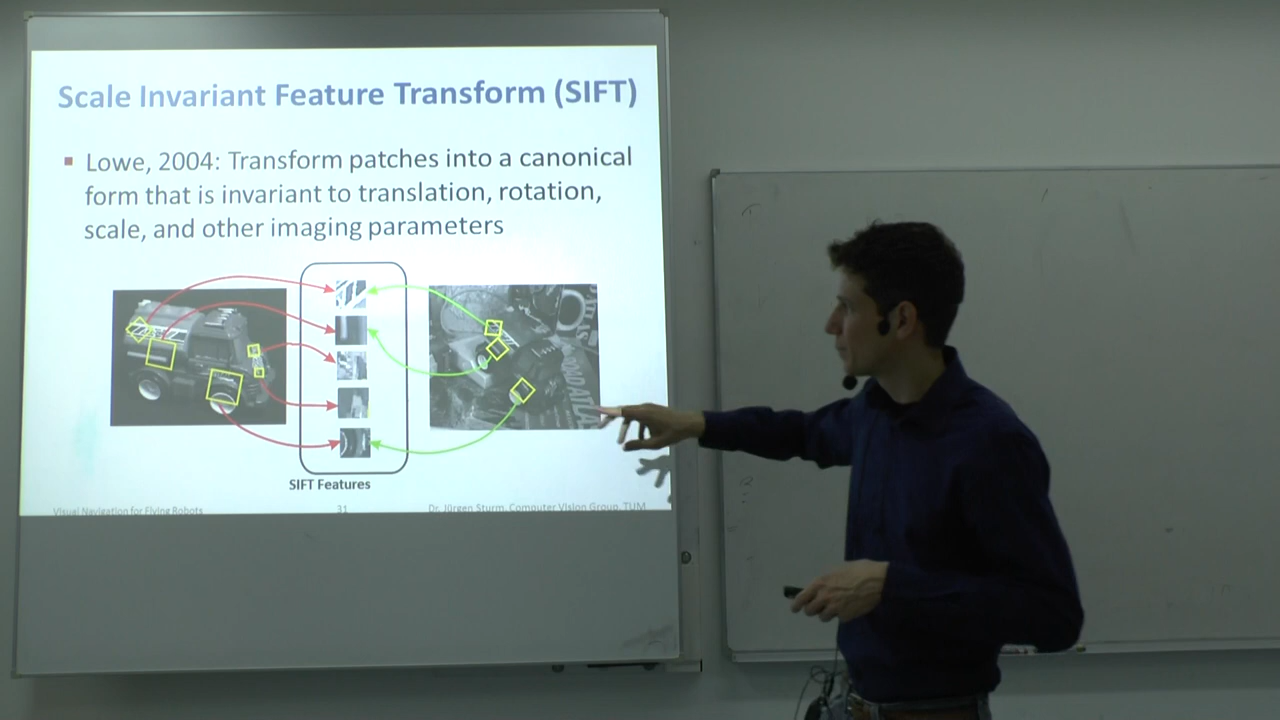 Scale Invariant Feature Transform (SIFT)
Lowe, 2004: Transform patches into a canonical
form that is invariant to translation, rotation,
scale, and other imaging parameters
SIFT Features
Visual Navigation for Flying Robots
31
Dr. Jürgen Sturm, Computer Vision Group, TUM